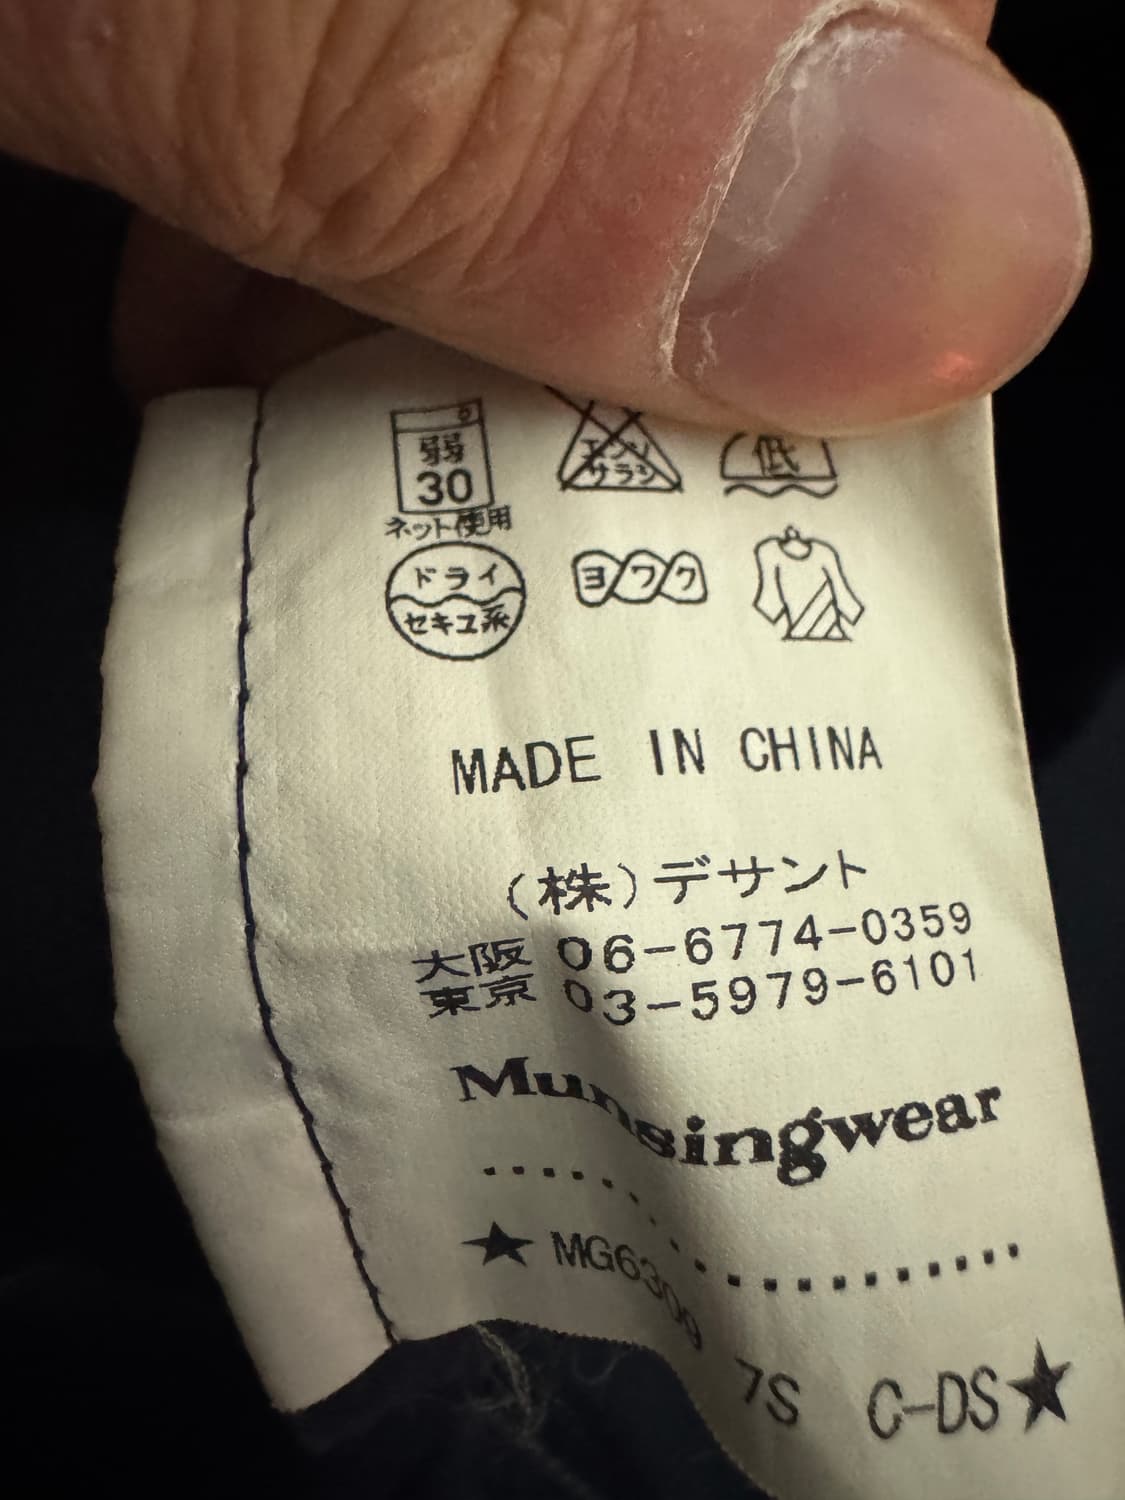 弱
30
ネット使用
エンソ
サラシ
低
ドライ
セキユ系
ヨワク
MADE IN CHINA
(株)デサント
大阪 06-6774-0359
東京 03-5979-6101
Munsingwear
★ MG6309 7S C-DS★